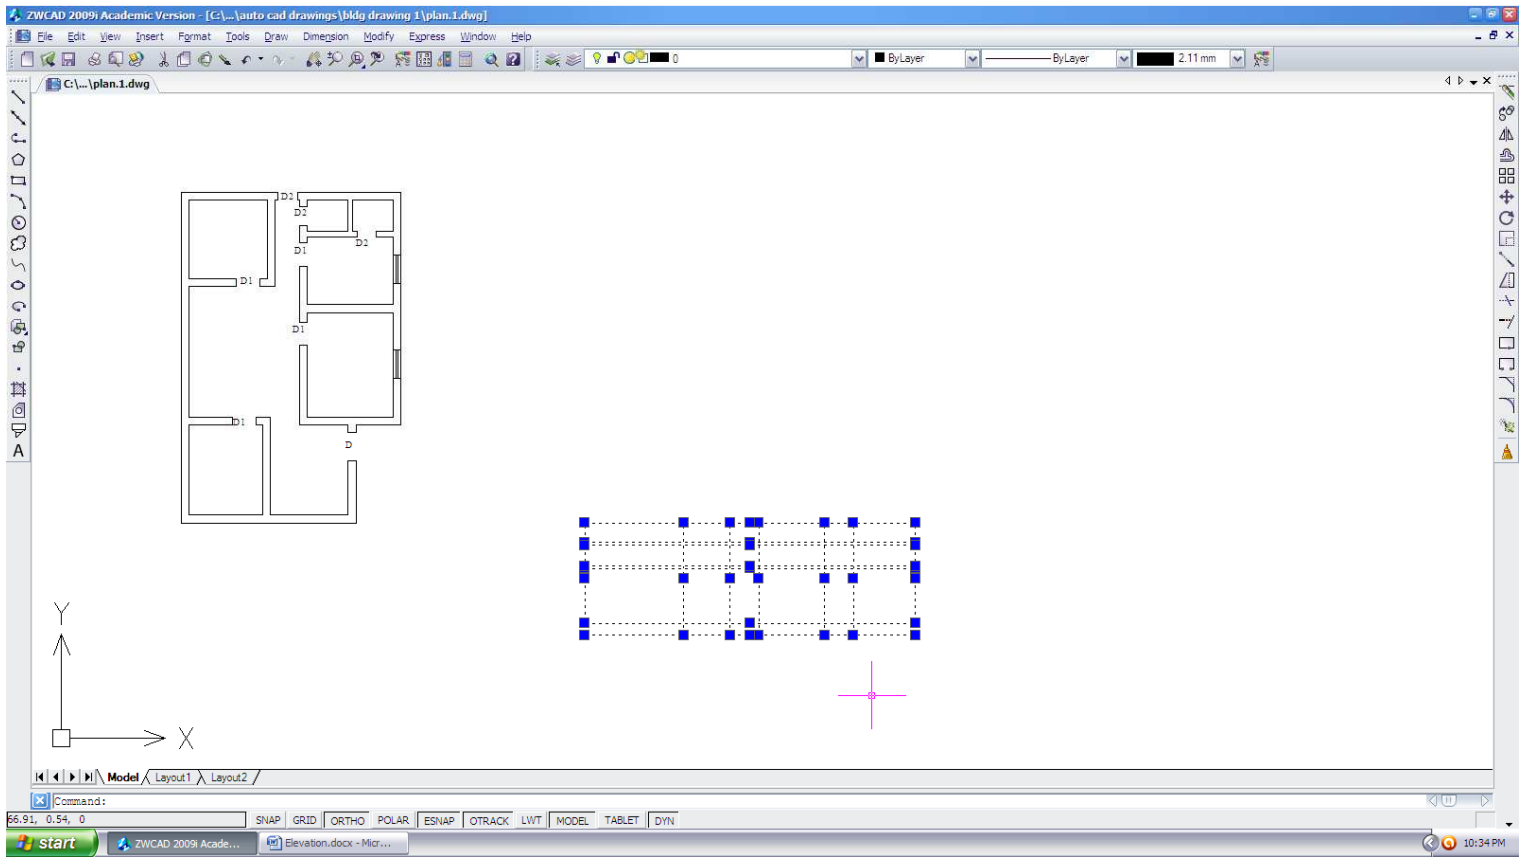 ZWCAD 2009i Academic Version - [C:\...\auto cad drawings\bldg drawing 1\plan.1.dwg]
File Edit View Insert Format Tools Draw Dimension Modify Express Window Help
0 ByLayer ByLayer 2.11 mm
C:\...\plan.1.dwg
D2
D2
D2
D1
D1
D1
D1
D
A
Y
X
Model Layout1 Layout2
Command:
66.91, 0.54, 0 SNAP GRID ORTHO POLAR ESNAP OTRACK LWT MODEL TABLET DYN
start ZWCAD 2009i Acade... Elevation.docx - Micr... 10:34 PM